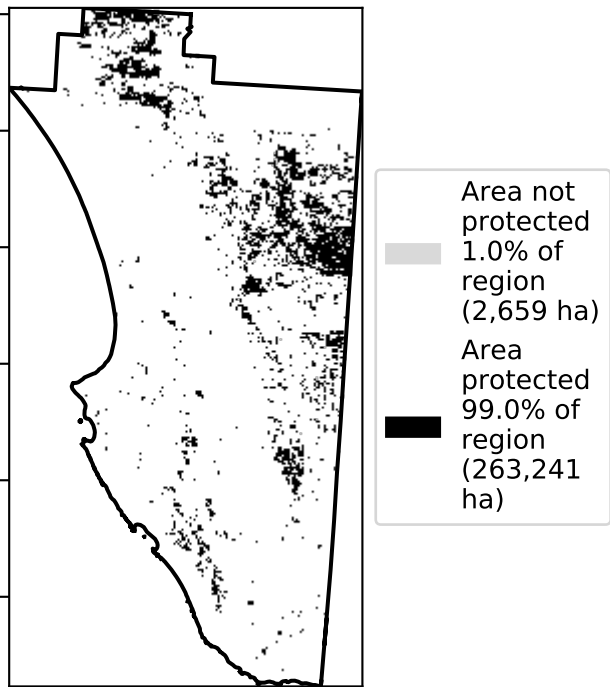 Area not
protected
1.0% of
region
(2,659 ha)
Area
protected
99.0% of
region
(263,241
ha)